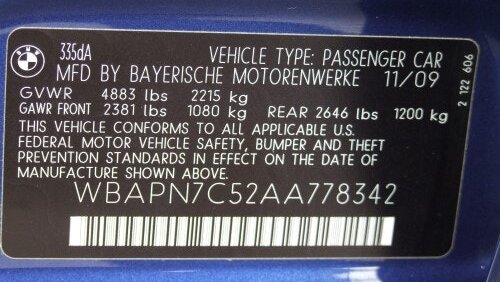 BMW
335dA
VEHICLE TYPE: PASSENGER CAR
MFD BY BAYERISCHE MOTORENWERKE 11/09
GVWR 4883 lbs 2215 kg
GAWR FRONT 2381 lbs 1080 kg REAR 2646 lbs 1200 kg
THIS VEHICLE CONFORMS TO ALL APPLICABLE U.S.
FEDERAL MOTOR VEHICLE SAFETY, BUMPER AND THEFT
PREVENTION STANDARDS IN EFFECT ON THE DATE OF
MANUFACTURE SHOWN ABOVE.
WBAPN7C52AA778342
2 122 606